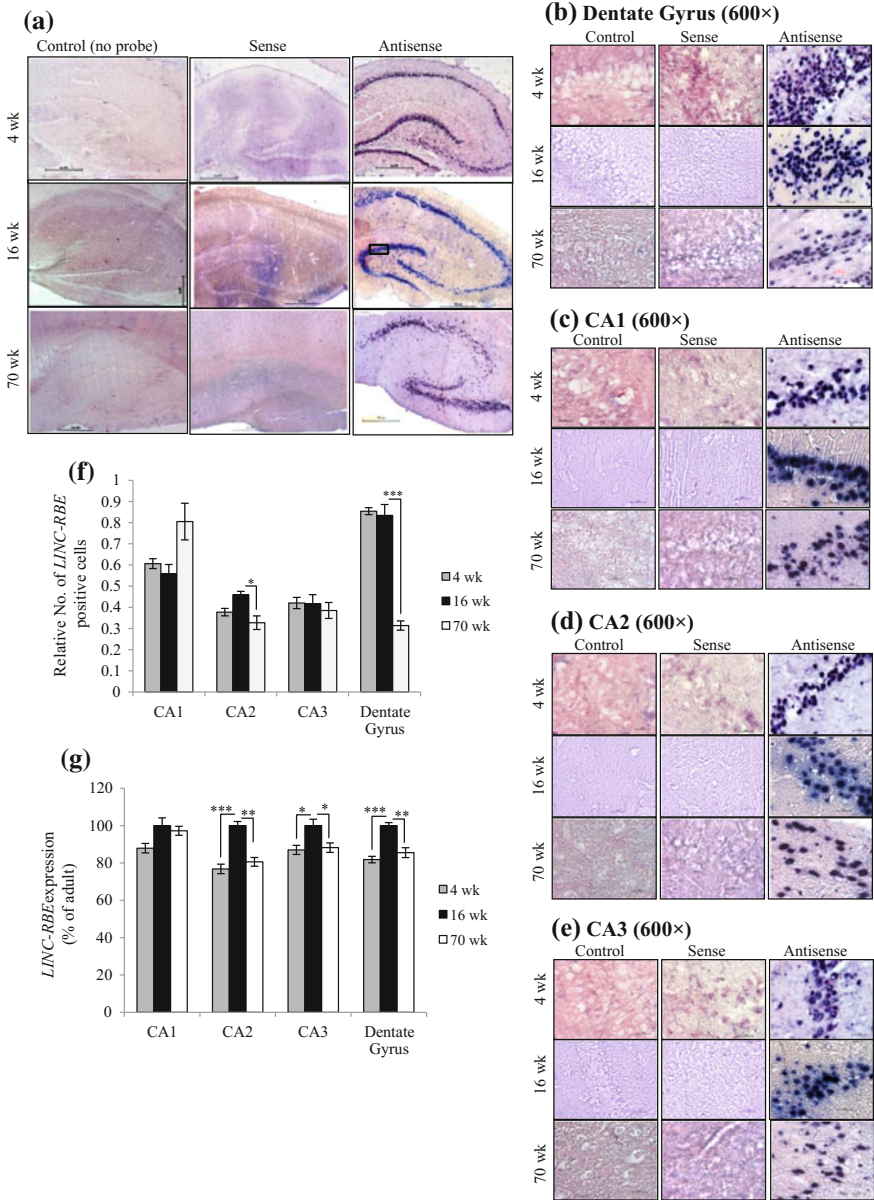 (a)
Control (no probe) Sense Antisense
4 wk
16 wk
70 wk
(b) Dentate Gyrus (600×)
Control Sense Antisense
4 wk
16 wk
70 wk
(c) CA1 (600×)
Control Sense Antisense
4 wk
16 wk
70 wk
(d) CA2 (600×)
Control Sense Antisense
4 wk
16 wk
70 wk
(e) CA3 (600×)
Control Sense Antisense
4 wk
16 wk
70 wk
(f)
Relative No. of LINC-RBE
positive cells
1
0.9
0.8
0.7
0.6
0.5
0.4
0.3
0.2
0.1
0
*
***
CA1 CA2 CA3 Dentate
Gyrus
4 wk
16 wk
70 wk
(g)
LINC-RBE expression
(% of adult)
120
100
80
60
40
20
0
*** **
* *
*** **
CA1 CA2 CA3 Dentate
Gyrus
4 wk
16 wk
70 wk